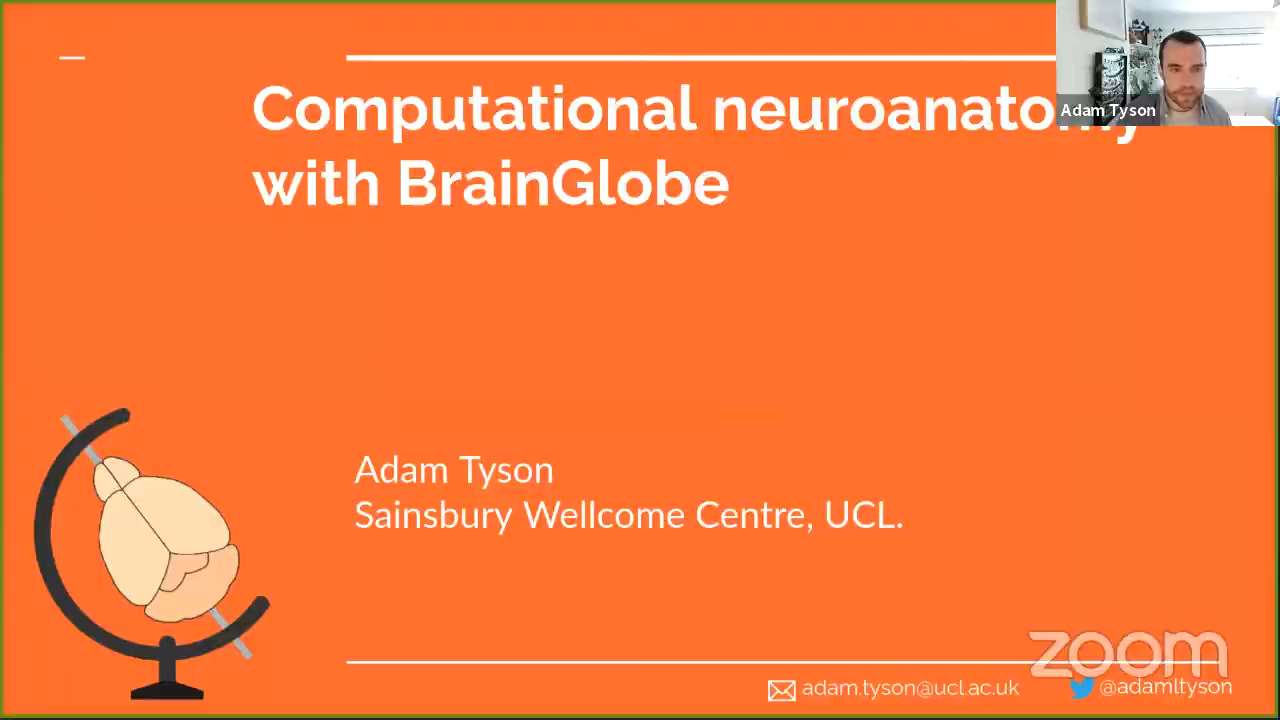 Computational neuroanatomy
with BrainGlobe
Adam Tyson
Adam Tyson
Sainsbury Wellcome Centre, UCL.
zoom
adam.tyson@ucl.ac.uk
@adamltyson